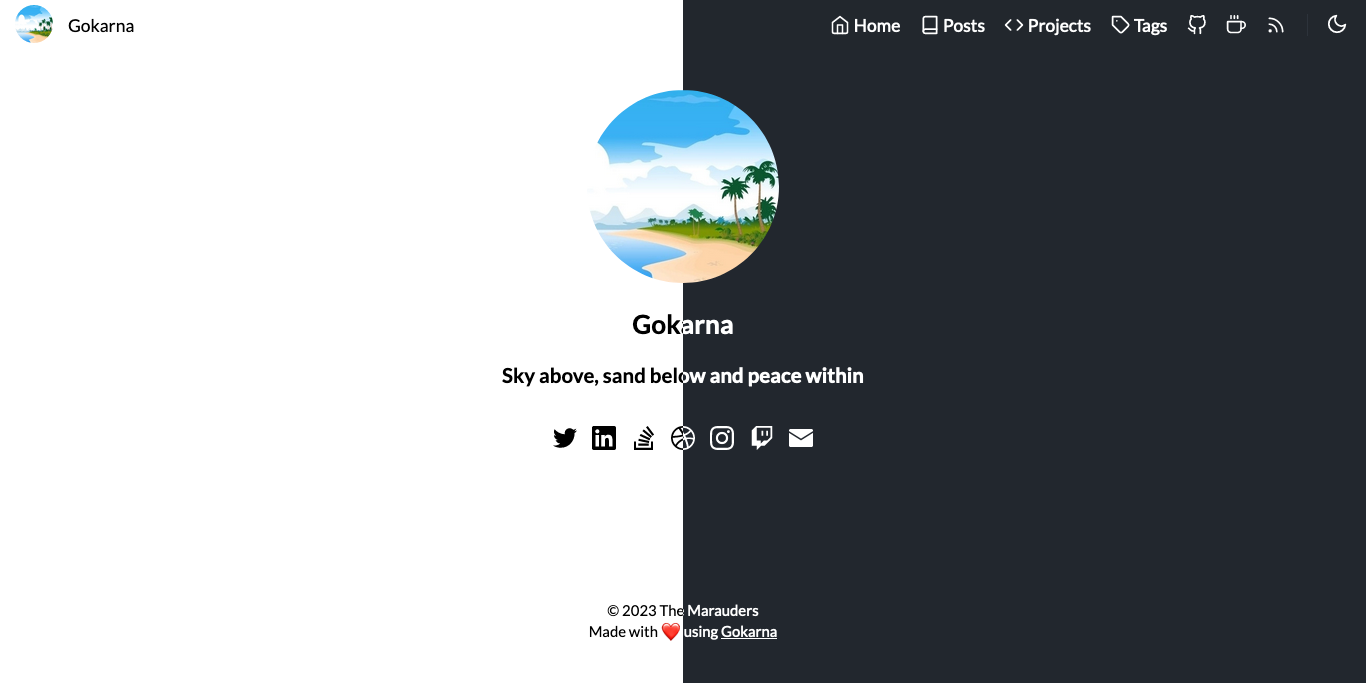 Gokarna
Home Posts Projects Tags
Gokarna
Sky above, sand below and peace within
© 2023 The Marauders
Made with ❤️ using Gokarna